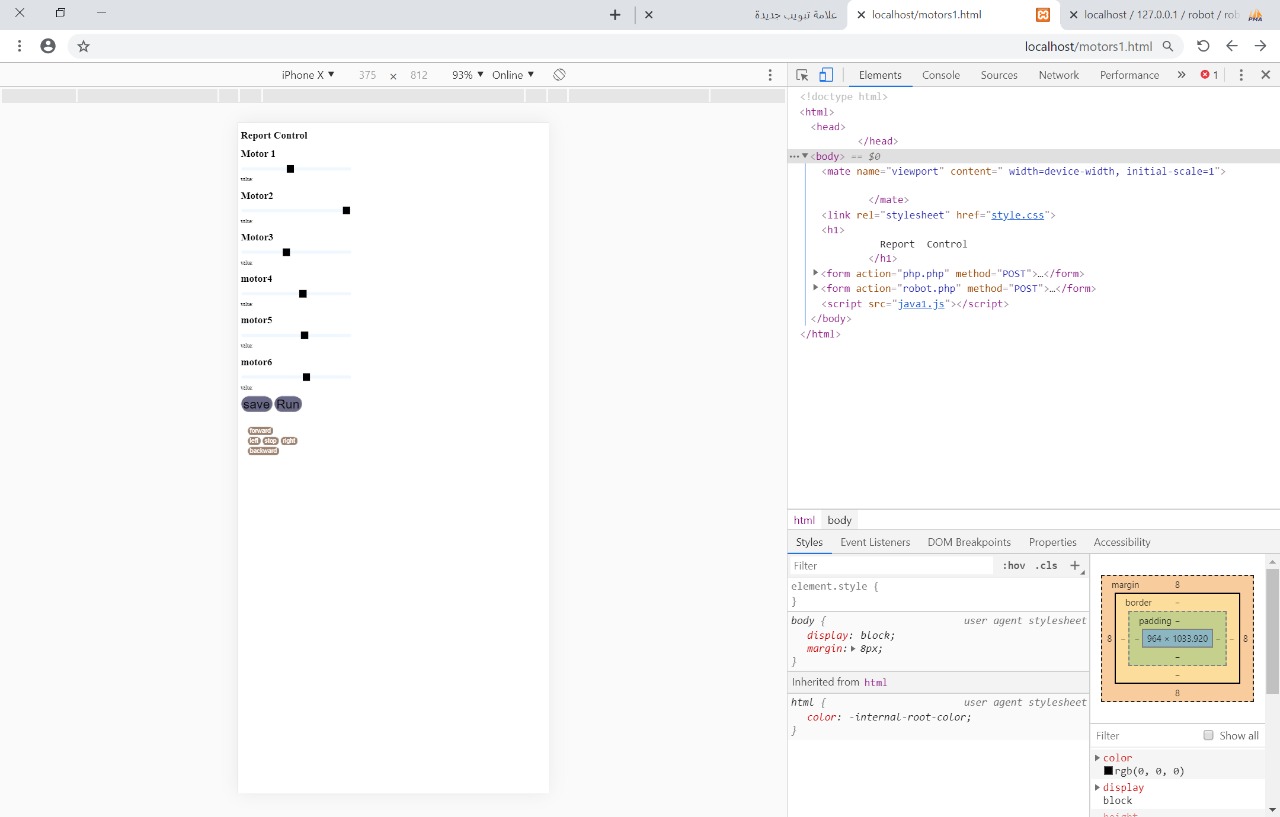 علامة تبويب جديدة
localhost/motors1.html
localhost / 127.0.0.1 / robot / rob
localhost/motors1.html
iPhone X ▼ 375 × 812 93% ▼ Online ▼
Elements Console Sources Network Performance » 1
Report Control
Motor 1
value:
Motor2
value:
Motor3
value:
motor4
value:
motor5
value:
motor6
value:
save Run
forward
left stop right
backward
<!doctype html>
<html>
<head>
</head>
<body> == $0
<mate name="viewport" content=" width=device-width, initial-scale=1">
</mate>
<link rel="stylesheet" href="style.css">
<h1>
Report Control
</h1>
<form action="php.php" method="POST">…</form>
<form action="robot.php" method="POST">…</form>
<script src="java1.js"></script>
</body>
</html>
html body
Styles Event Listeners DOM Breakpoints Properties Accessibility
Filter :hov .cls +
element.style {
}
body { user agent stylesheet
display: block;
margin: 8px;
}
Inherited from html
html { user agent stylesheet
color: -internal-root-color;
}
margin 8
border –
padding –
8 – – 964 × 1033.920 – – 8
–
–
8
Filter Show all
color
rgb(0, 0, 0)
display
block
height